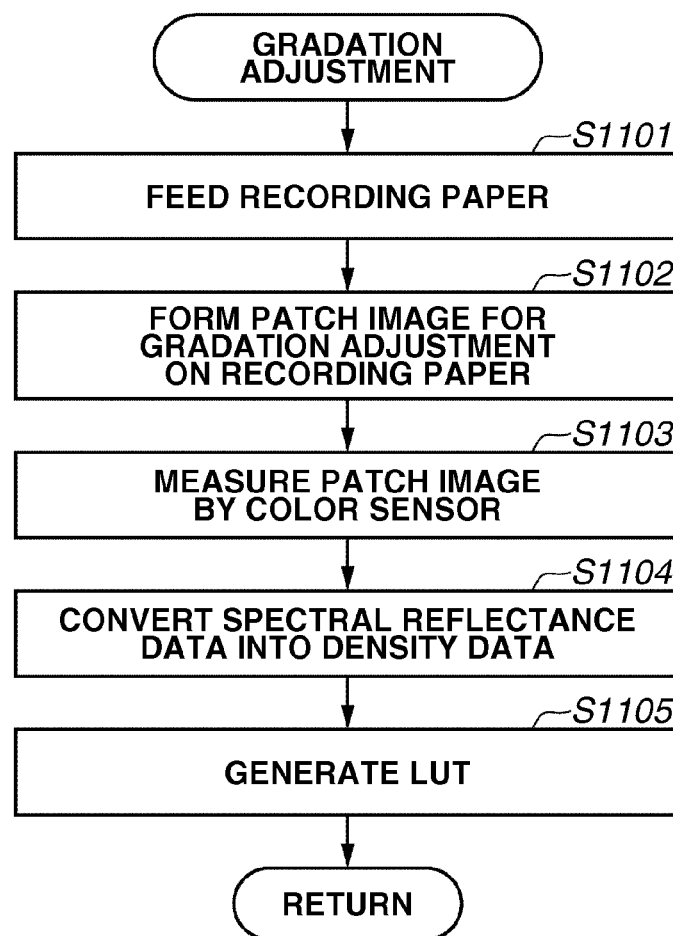 GRADATION
ADJUSTMENT
S1101
FEED RECORDING PAPER
S1102
FORM PATCH IMAGE FOR
GRADATION ADJUSTMENT
ON RECORDING PAPER
S1103
MEASURE PATCH IMAGE
BY COLOR SENSOR
S1104
CONVERT SPECTRAL REFLECTANCE
DATA INTO DENSITY DATA
S1105
GENERATE LUT
RETURN